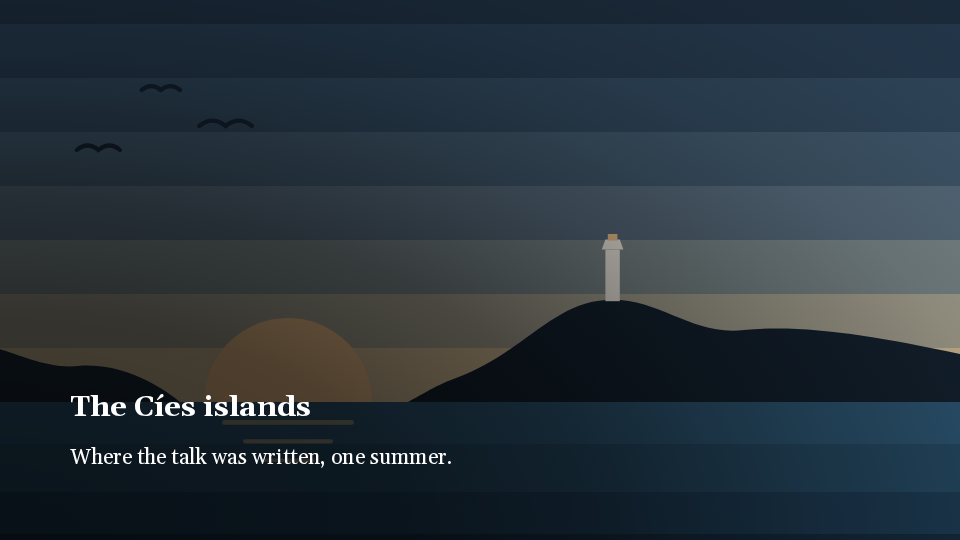 The Cíes islands
Where the talk was written, one summer.